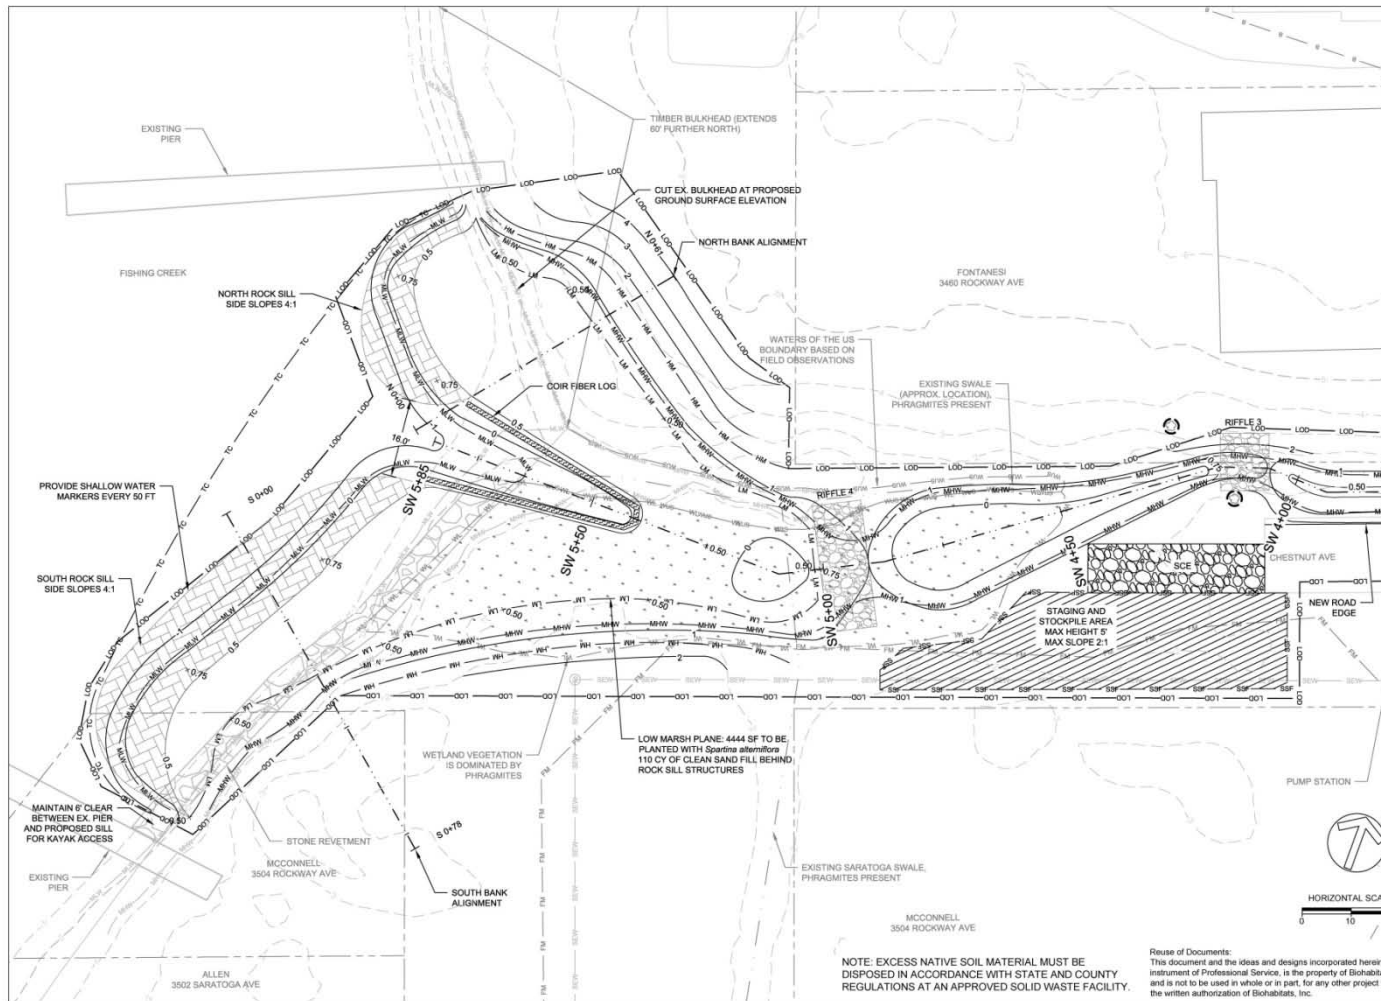 EXISTING
PIER
TIMBER BULKHEAD (EXTENDS
60' FURTHER NORTH)
CUT EX. BULKHEAD AT PROPOSED
GROUND SURFACE ELEVATION
NORTH BANK ALIGNMENT
N 0+61
FISHING CREEK
NORTH ROCK SILL
SIDE SLOPES 4:1
FONTANESI
3460 ROCKWAY AVE
WATERS OF THE US
BOUNDARY BASED ON
FIELD OBSERVATIONS
EXISTING SWALE
(APPROX. LOCATION),
PHRAGMITES PRESENT
COIR FIBER LOG
N 0+00
16.0'
RIFFLE 3
RIFFLE 4
PROVIDE SHALLOW WATER
MARKERS EVERY 50 FT
S 0+00
SW 5+85
SW 5+50
SW 5+00
SW 4+50
SW 4+00
CHESTNUT AVE
SCE
SOUTH ROCK SILL
SIDE SLOPES 4:1
STAGING AND
STOCKPILE AREA
MAX HEIGHT 5'
MAX SLOPE 2:1
NEW ROAD
EDGE
LOW MARSH PLANE: 4444 SF TO BE
PLANTED WITH Spartina alterniflora
110 CY OF CLEAN SAND FILL BEHIND
ROCK SILL STRUCTURES
WETLAND VEGETATION
IS DOMINATED BY
PHRAGMITES
PUMP STATION
MAINTAIN 6' CLEAR
BETWEEN EX. PIER
AND PROPOSED SILL
FOR KAYAK ACCESS
STONE REVETMENT
MCCONNELL
3504 ROCKWAY AVE
S 0+78
EXISTING
PIER
SOUTH BANK
ALIGNMENT
EXISTING SARATOGA SWALE,
PHRAGMITES PRESENT
MCCONNELL
3504 ROCKWAY AVE
ALLEN
3502 SARATOGA AVE
HORIZONTAL SCA
0 10
NOTE: EXCESS NATIVE SOIL MATERIAL MUST BE
DISPOSED IN ACCORDANCE WITH STATE AND COUNTY
REGULATIONS AT AN APPROVED SOLID WASTE FACILITY.
Reuse of Documents:
This document and the ideas and designs incorporated herein
instrument of Professional Service, is the property of Biohabita
and is not to be used in whole or in part, for any other project
the written authorization of Biohabitats, Inc.